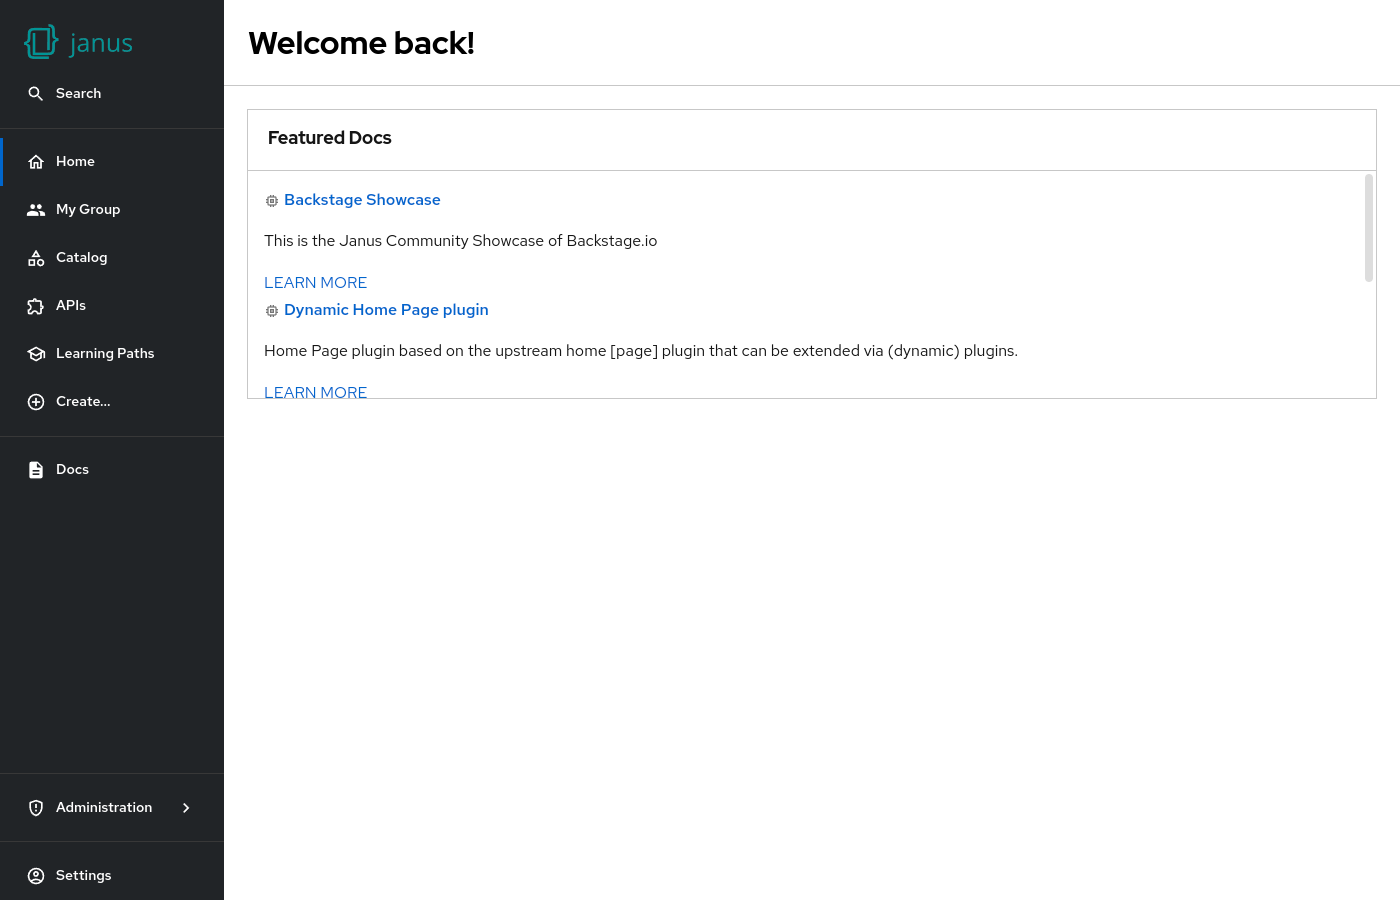 janus
Search
Home
My Group
Catalog
APIs
Learning Paths
Create...
Docs
Administration
Settings
Welcome back!
Featured Docs
Backstage Showcase
This is the Janus Community Showcase of Backstage.io
LEARN MORE
Dynamic Home Page plugin
Home Page plugin based on the upstream home [page] plugin that can be extended via (dynamic) plugins.
LEARN MORE